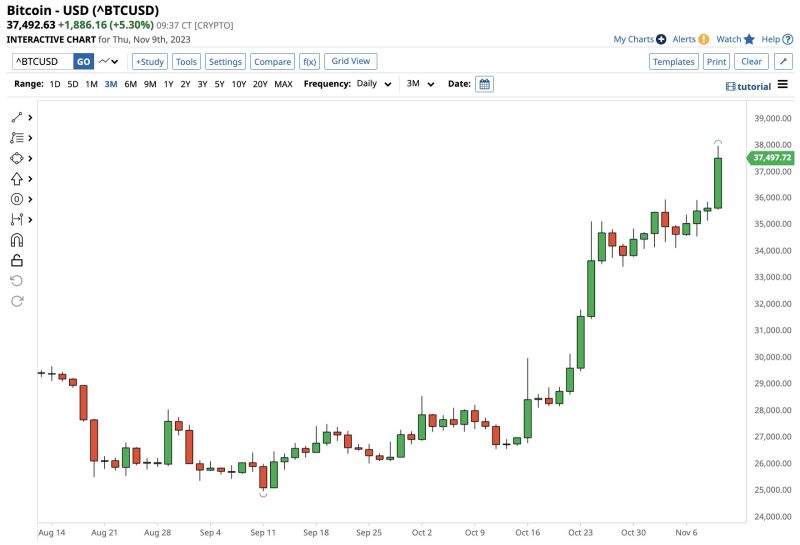 Bitcoin - USD (^BTCUSD)
37,492.63 +1,886.16 (+5.30%) 09:37 CT [CRYPTO]
INTERACTIVE CHART for Thu, Nov 9th, 2023
My Charts Alerts Watch Help
^BTCUSD GO +Study Tools Settings Compare f(x) Grid View Templates Print Clear
Range: 1D 5D 1M 3M 6M 9M 1Y 2Y 3Y 5Y 10Y 20Y MAX Frequency: Daily 3M Date:
tutorial
39,000.00
38,000.00
37,497.72
37,000.00
36,000.00
35,000.00
34,000.00
33,000.00
32,000.00
31,000.00
30,000.00
29,000.00
28,000.00
27,000.00
26,000.00
25,000.00
24,000.00
Aug 14 Aug 21 Aug 28 Sep 4 Sep 11 Sep 18 Sep 25 Oct 2 Oct 9 Oct 16 Oct 23 Oct 30 Nov 6